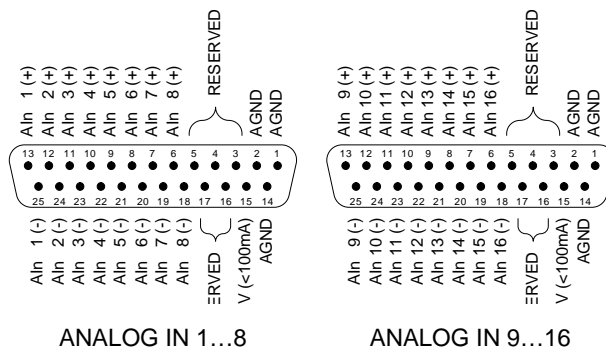 AIn 1 (+)
AIn 2 (+)
AIn 3 (+)
AIn 4 (+)
AIn 5 (+)
AIn 6 (+)
AIn 7 (+)
AIn 8 (+)
RESERVED
AGND
AGND
13 12 11 10 9 8 7 6 5 4 3 2 1
25 24 23 22 21 20 19 18 17 16 15 14
AIn 1 (-)
AIn 2 (-)
AIn 3 (-)
AIn 4 (-)
AIn 5 (-)
AIn 6 (-)
AIn 7 (-)
AIn 8 (-)
ERVED
V (<100mA)
AGND
ANALOG IN 1…8
AIn 9 (+)
AIn 10 (+)
AIn 11 (+)
AIn 12 (+)
AIn 13 (+)
AIn 14 (+)
AIn 15 (+)
AIn 16 (+)
RESERVED
AGND
AGND
13 12 11 10 9 8 7 6 5 4 3 2 1
25 24 23 22 21 20 19 18 17 16 15 14
AIn 9 (-)
AIn 10 (-)
AIn 11 (-)
AIn 12 (-)
AIn 13 (-)
AIn 14 (-)
AIn 15 (-)
AIn 16 (-)
ERVED
V (<100mA)
AGND
ANALOG IN 9…16